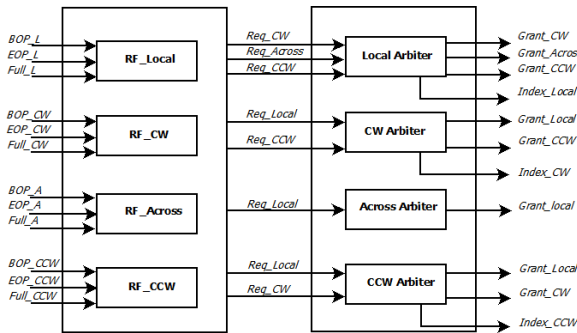 BOP_L
EOP_L
Full_L
RF_Local
Req_CW
Req_Across
Req_CCW
Local Arbiter
Grant_CW
Grant_Across
Grant_CCW
Index_Local
BOP_CW
EOP_CW
Full_CW
RF_CW
Req_Local
Req_CCW
CW Arbiter
Grant_Local
Grant_CCW
Index_CW
BOP_A
EOP_A
Full_A
RF_Across
Req_Local
Across Arbiter
Grant_local
BOP_CCW
EOP_CCW
Full_CCW
RF_CCW
Req_Local
Req_CW
CCW Arbiter
Grant_Local
Grant_CW
Index_CCW